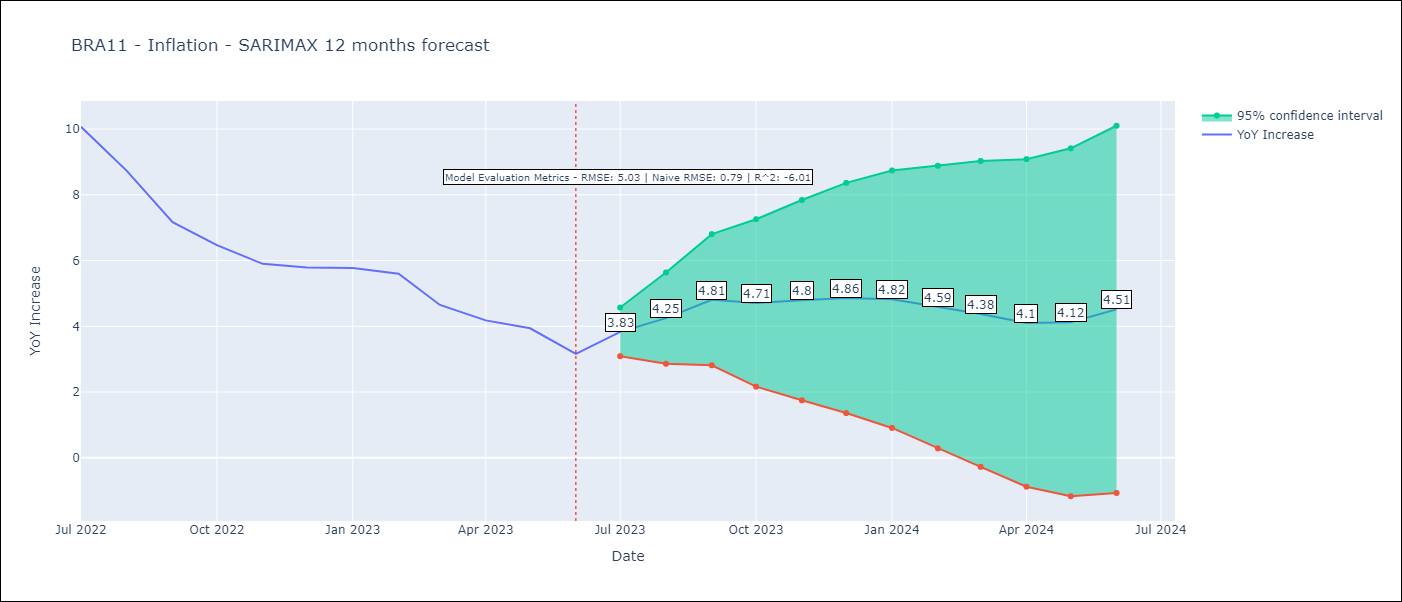 BRA11 - Inflation - SARIMAX 12 months forecast
95% confidence interval
YoY Increase
Model Evaluation Metrics - RMSE: 5.03 | Naive RMSE: 0.79 | R^2: -6.01
YoY Increase
10
8
6
4
2
0
3.83
4.25
4.81
4.71
4.8
4.86
4.82
4.59
4.38
4.1
4.12
4.51
Jul 2022
Oct 2022
Jan 2023
Apr 2023
Jul 2023
Oct 2023
Jan 2024
Apr 2024
Jul 2024
Date